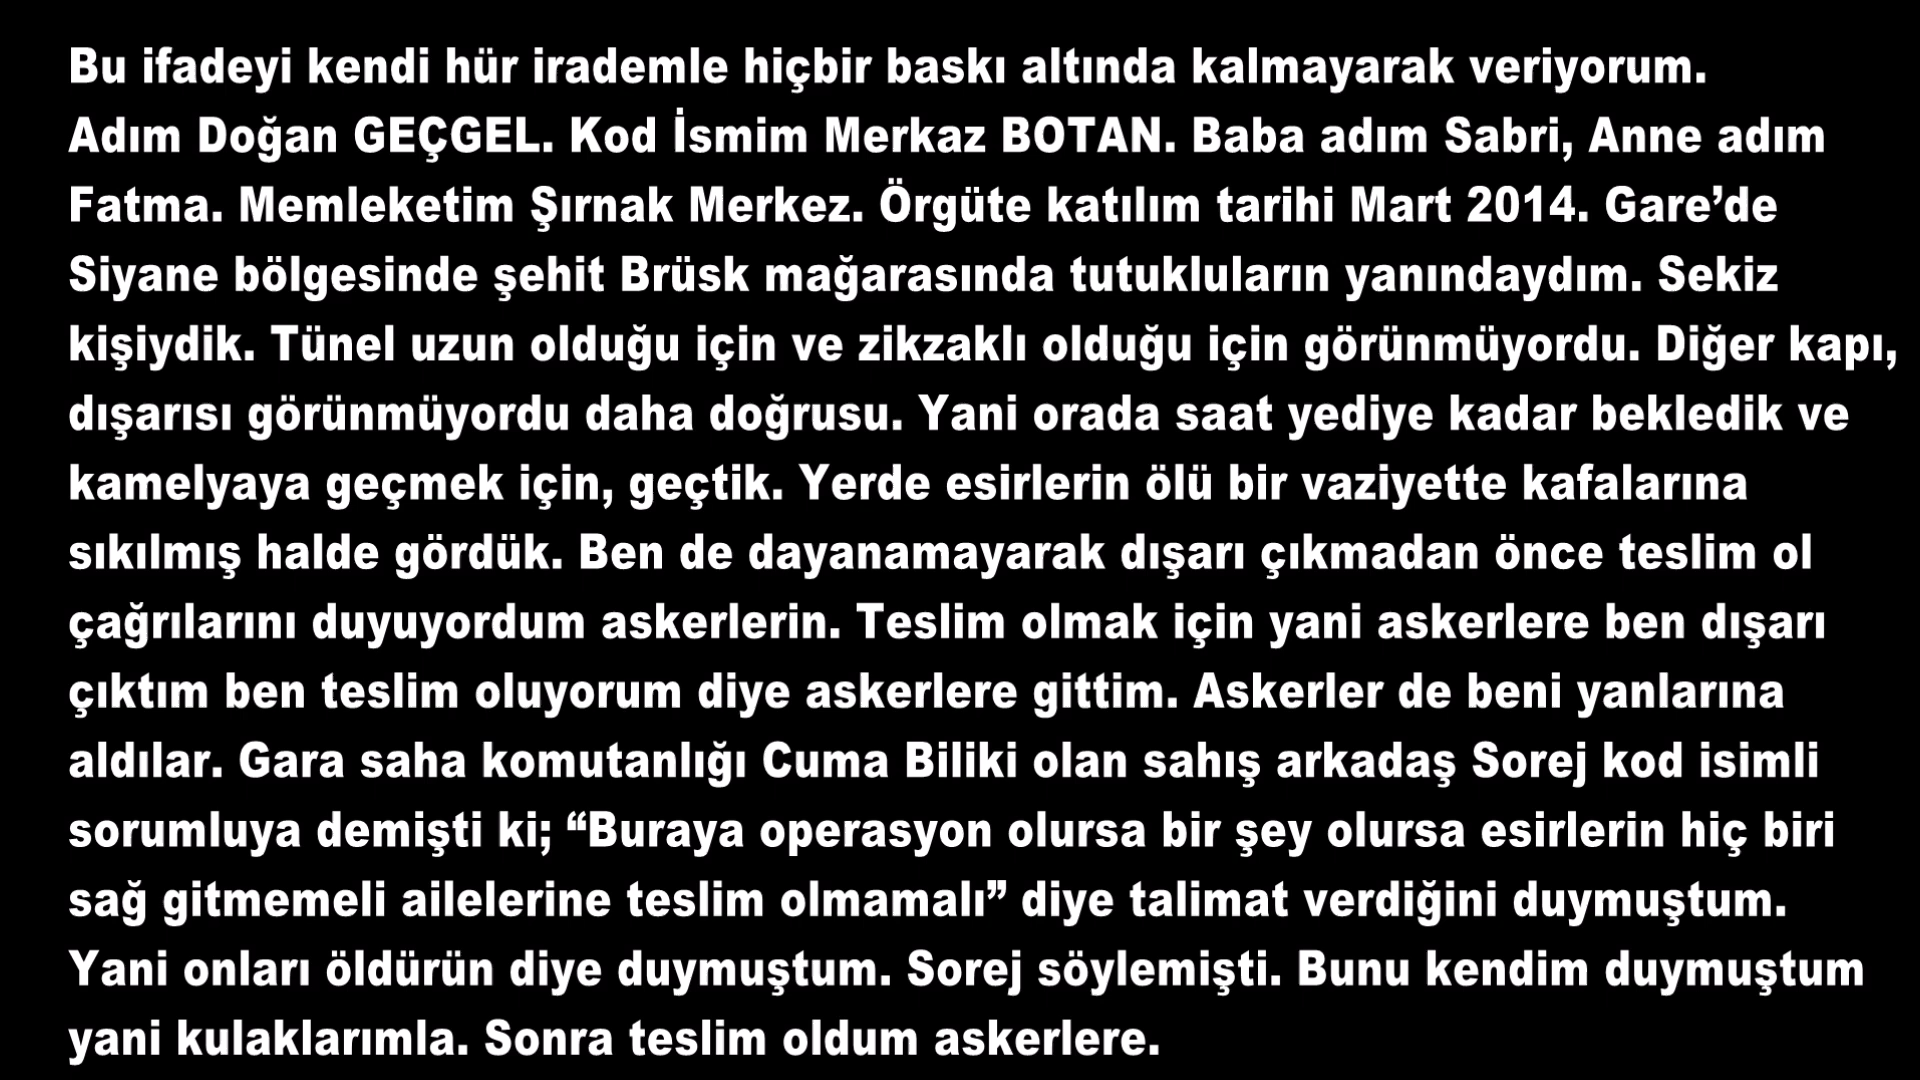 Bu ifadeyi kendi hür irademle hiçbir baskı altında kalmayarak veriyorum.
Adım Doğan GEÇGEL. Kod İsmim Merkaz BOTAN. Baba adım Sabri, Anne adım
Fatma. Memleketim Şırnak Merkez. Örgüte katılım tarihi Mart 2014. Gare’de
Siyane bölgesinde şehit Brüsk mağarasında tutukluların yanındaydım. Sekiz
kişiydik. Tünel uzun olduğu için ve zikzaklı olduğu için görünmüyordu. Diğer kapı,
dışarısı görünmüyordu daha doğrusu. Yani orada saat yediye kadar bekledik ve
kamelyaya geçmek için, geçtik. Yerde esirlerin ölü bir vaziyette kafalarına
sıkılmış halde gördük. Ben de dayanamayarak dışarı çıkmadan önce teslim ol
çağrılarını duyuyordum askerlerin. Teslim olmak için yani askerlere ben dışarı
çıktım ben teslim oluyorum diye askerlere gittim. Askerler de beni yanlarına
aldılar. Gara saha komutanlığı Cuma Biliki olan sahış arkadaş Sorej kod isimli
sorumluya demişti ki; “Buraya operasyon olursa bir şey olursa esirlerin hiç biri
sağ gitmemeli ailelerine teslim olmamalı” diye talimat verdiğini duymuştum.
Yani onları öldürün diye duymuştum. Sorej söylemişti. Bunu kendim duymuştum
yani kulaklarımla. Sonra teslim oldum askerlere.